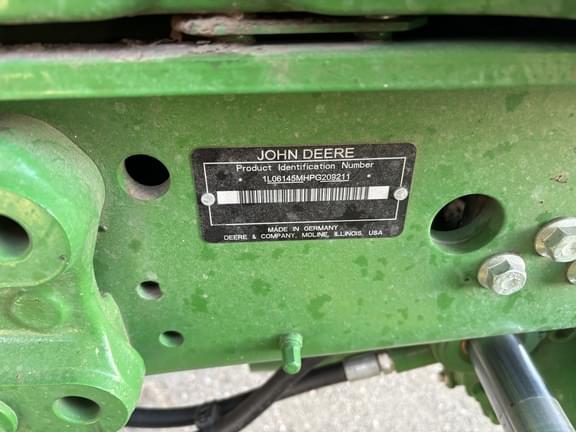 JOHN DEERE
Product Identification Number
1L06145MHPG209211
MADE IN GERMANY
DEERE & COMPANY, MOLINE, ILLINOIS, USA